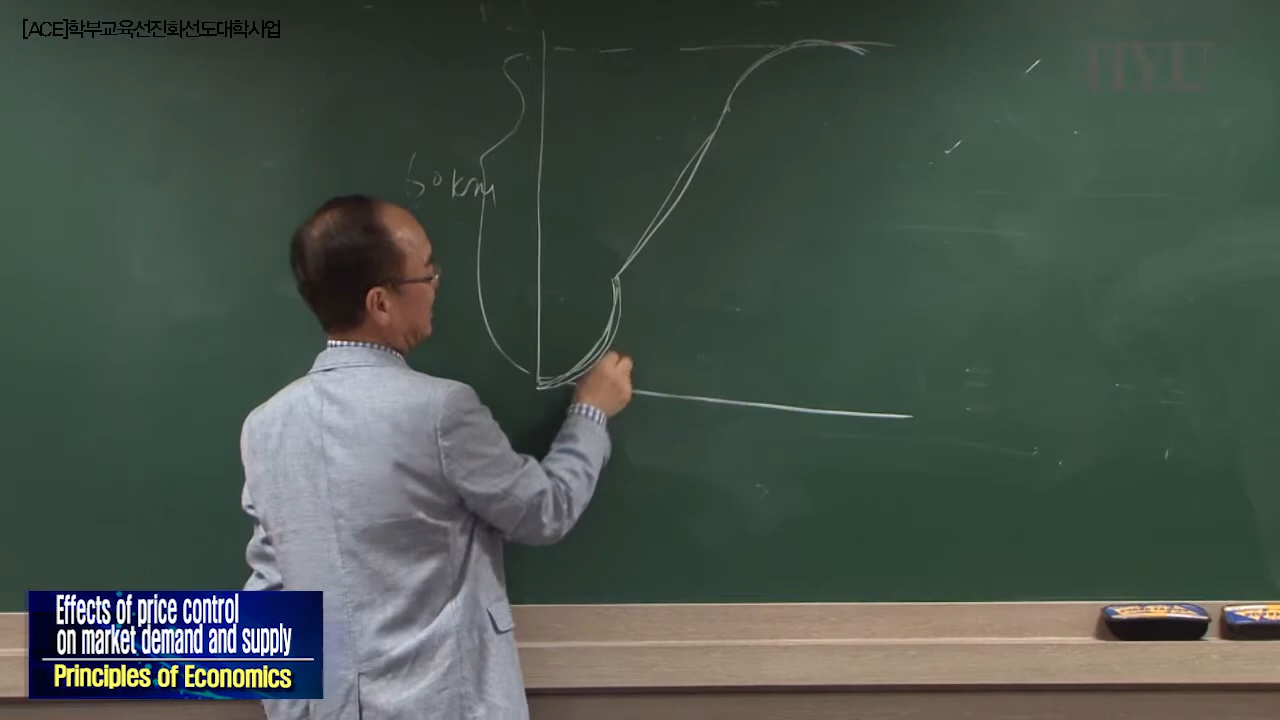 [ACE]학부교육선진화선도대학사업
HYU
60km
Effects of price control
on market demand and supply
Principles of Economics